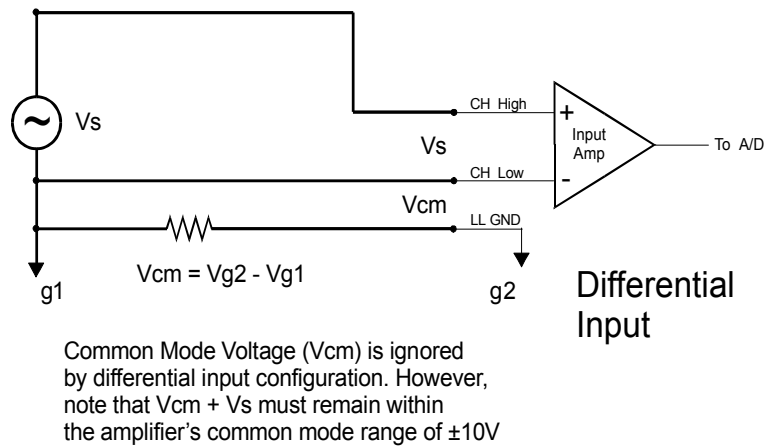 CH High
Vs
+
Input
Amp
To A/D
Vs
CH Low
-
Vcm
LL GND
Vcm = Vg2 - Vg1
g1
g2
Differential
Input
Common Mode Voltage (Vcm) is ignored
by differential input configuration. However,
note that Vcm + Vs must remain within
the amplifier's common mode range of ±10V